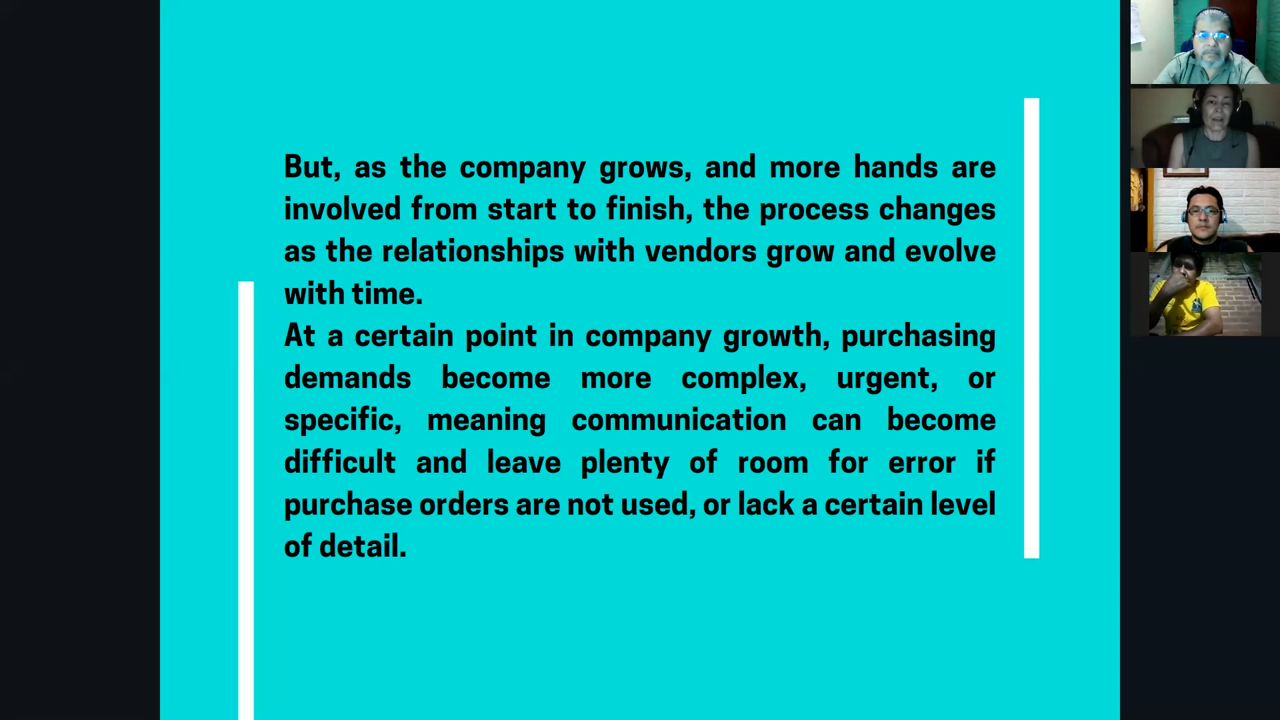 But, as the company grows, and more hands are
involved from start to finish, the process changes
as the relationships with vendors grow and evolve
with time.
At a certain point in company growth, purchasing
demands become more complex, urgent, or
specific, meaning communication can become
difficult and leave plenty of room for error if
purchase orders are not used, or lack a certain level
of detail.